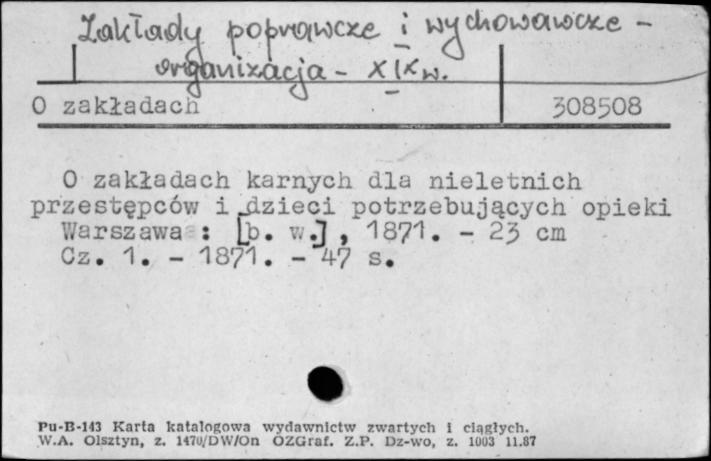 Zakłady poprawcze i wychowawcze -
organizacja - XIX w.
O zakładach 308508
O zakładach karnych dla nieletnich
przestępców i dzieci potrzebujących opieki
Warszawa : [b. w.] , 1871. - 23 cm
Cz. 1. - 1871. - 47 s.
Pu-B-143 Karta katalogowa wydawnictw zwartych i ciągłych.
W.A. Olsztyn, z. 1470/DW/On OZGraf. Z.P. Dz-wo, z. 1003 11.87